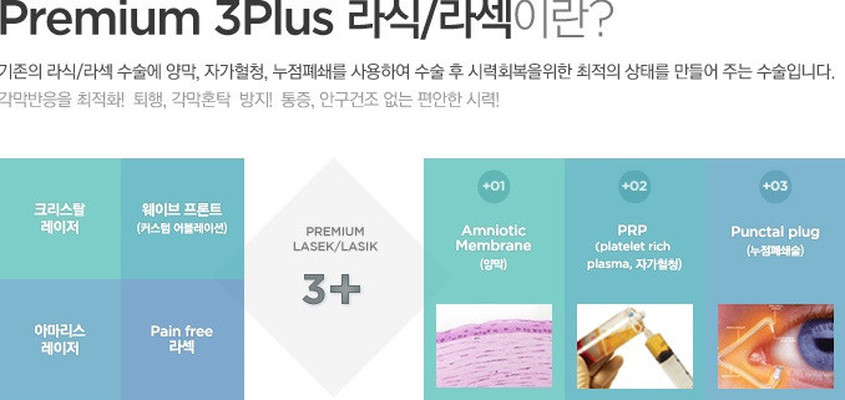 Premium 3Plus 라식/라섹이란?
기존의 라식/라섹 수술에 양막, 자가혈청, 누점폐쇄를 사용하여 수술 후 시력회복을위한 최적의 상태를 만들어 주는 수술입니다.
각막반응을 최적화! 퇴행, 각막혼탁 방지! 통증, 안구건조 없는 편안한 시력!
크리스탈
레이저
웨이브 프론트
(커스텀 어블레이션)
아마리스
레이저
Pain free
라섹
PREMIUM
LASEK/LASIK
3+
+01
Amniotic
Membrane
(양막)
+02
PRP
(platelet rich
plasma, 자가혈청)
+03
Punctal plug
(누점폐쇄술)